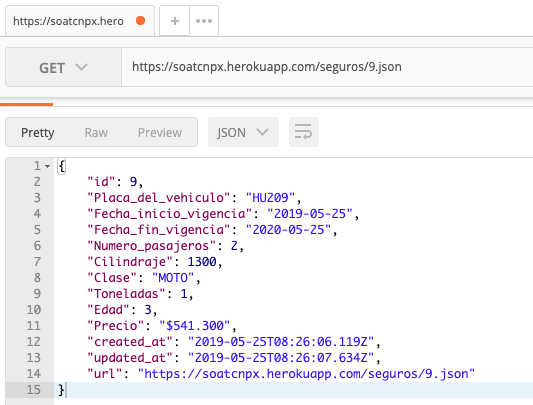 https://soatcnpx.hero
+
•••
GET
https://soatcnpx.herokuapp.com/seguros/9.json
Pretty Raw Preview JSON
1 {
2 "id": 9,
3 "Placa_del_vehiculo": "HUZ09",
4 "Fecha_inicio_vigencia": "2019-05-25",
5 "Fecha_fin_vigencia": "2020-05-25",
6 "Numero_pasajeros": 2,
7 "Cilindraje": 1300,
8 "Clase": "MOTO",
9 "Toneladas": 1,
10 "Edad": 3,
11 "Precio": "$541.300",
12 "created_at": "2019-05-25T08:26:06.119Z",
13 "updated_at": "2019-05-25T08:26:07.634Z",
14 "url": "https://soatcnpx.herokuapp.com/seguros/9.json"
15 }